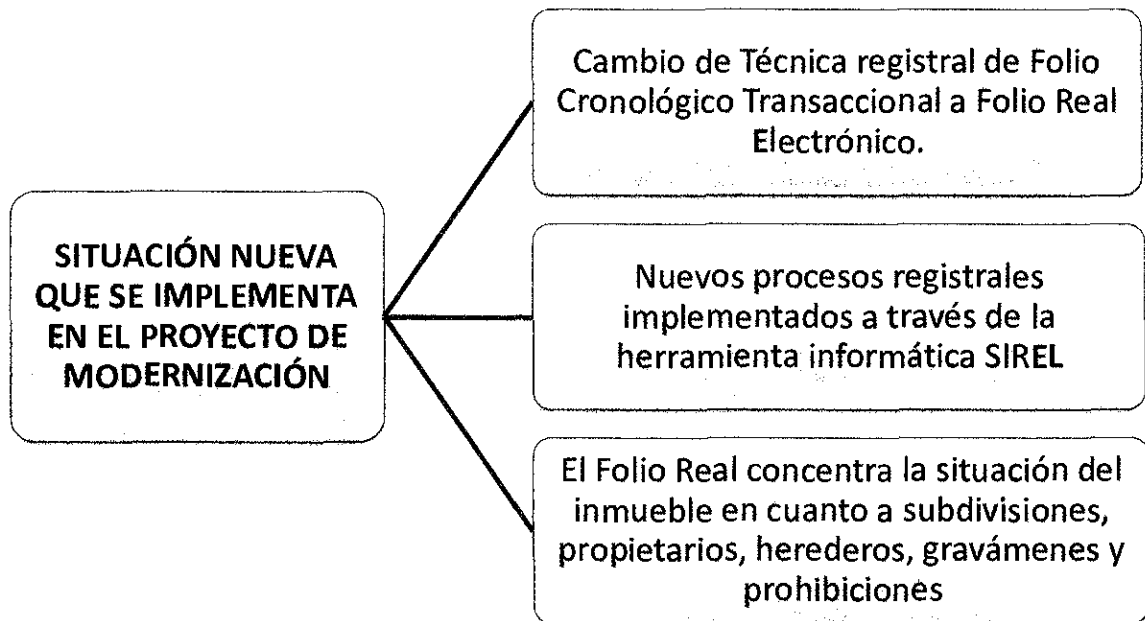 SITUACIÓN NUEVA
QUE SE IMPLEMENTA
EN EL PROYECTO DE
MODERNIZACIÓN
Cambio de Técnica registral de Folio
Cronológico Transaccional a Folio Real
Electrónico.
Nuevos procesos registrales
implementados a través de la
herramienta informática SIREL
El Folio Real concentra la situación del
inmueble en cuanto a subdivisiones,
propietarios, herederos, gravámenes y
prohibiciones